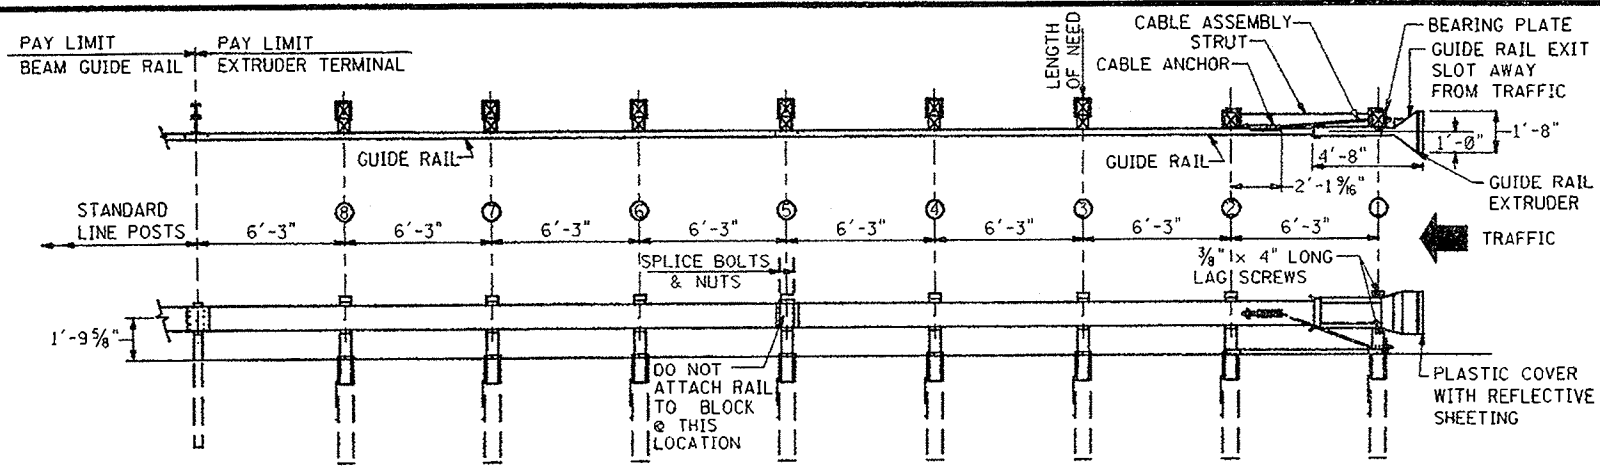 PAY LIMIT
BEAM GUIDE RAIL
PAY LIMIT
EXTRUDER TERMINAL
LENGTH
OF NEED
CABLE ASSEMBLY
STRUT
CABLE ANCHOR
BEARING PLATE
GUIDE RAIL EXIT
SLOT AWAY
FROM TRAFFIC
GUIDE RAIL
GUIDE RAIL
1'-0"
1'-8"
4'-8"
2'-1 9/16"
GUIDE RAIL
EXTRUDER
STANDARD
LINE POSTS
8
7
6
5
4
3
2
1
6'-3"
6'-3"
6'-3"
6'-3"
6'-3"
6'-3"
6'-3"
6'-3"
TRAFFIC
SPLICE BOLTS
& NUTS
3/8" x 4" LONG
LAG SCREWS
1'-9 5/8"
DO NOT
ATTACH RAIL
TO BLOCK
@ THIS
LOCATION
PLASTIC COVER
WITH REFLECTIVE
SHEETING